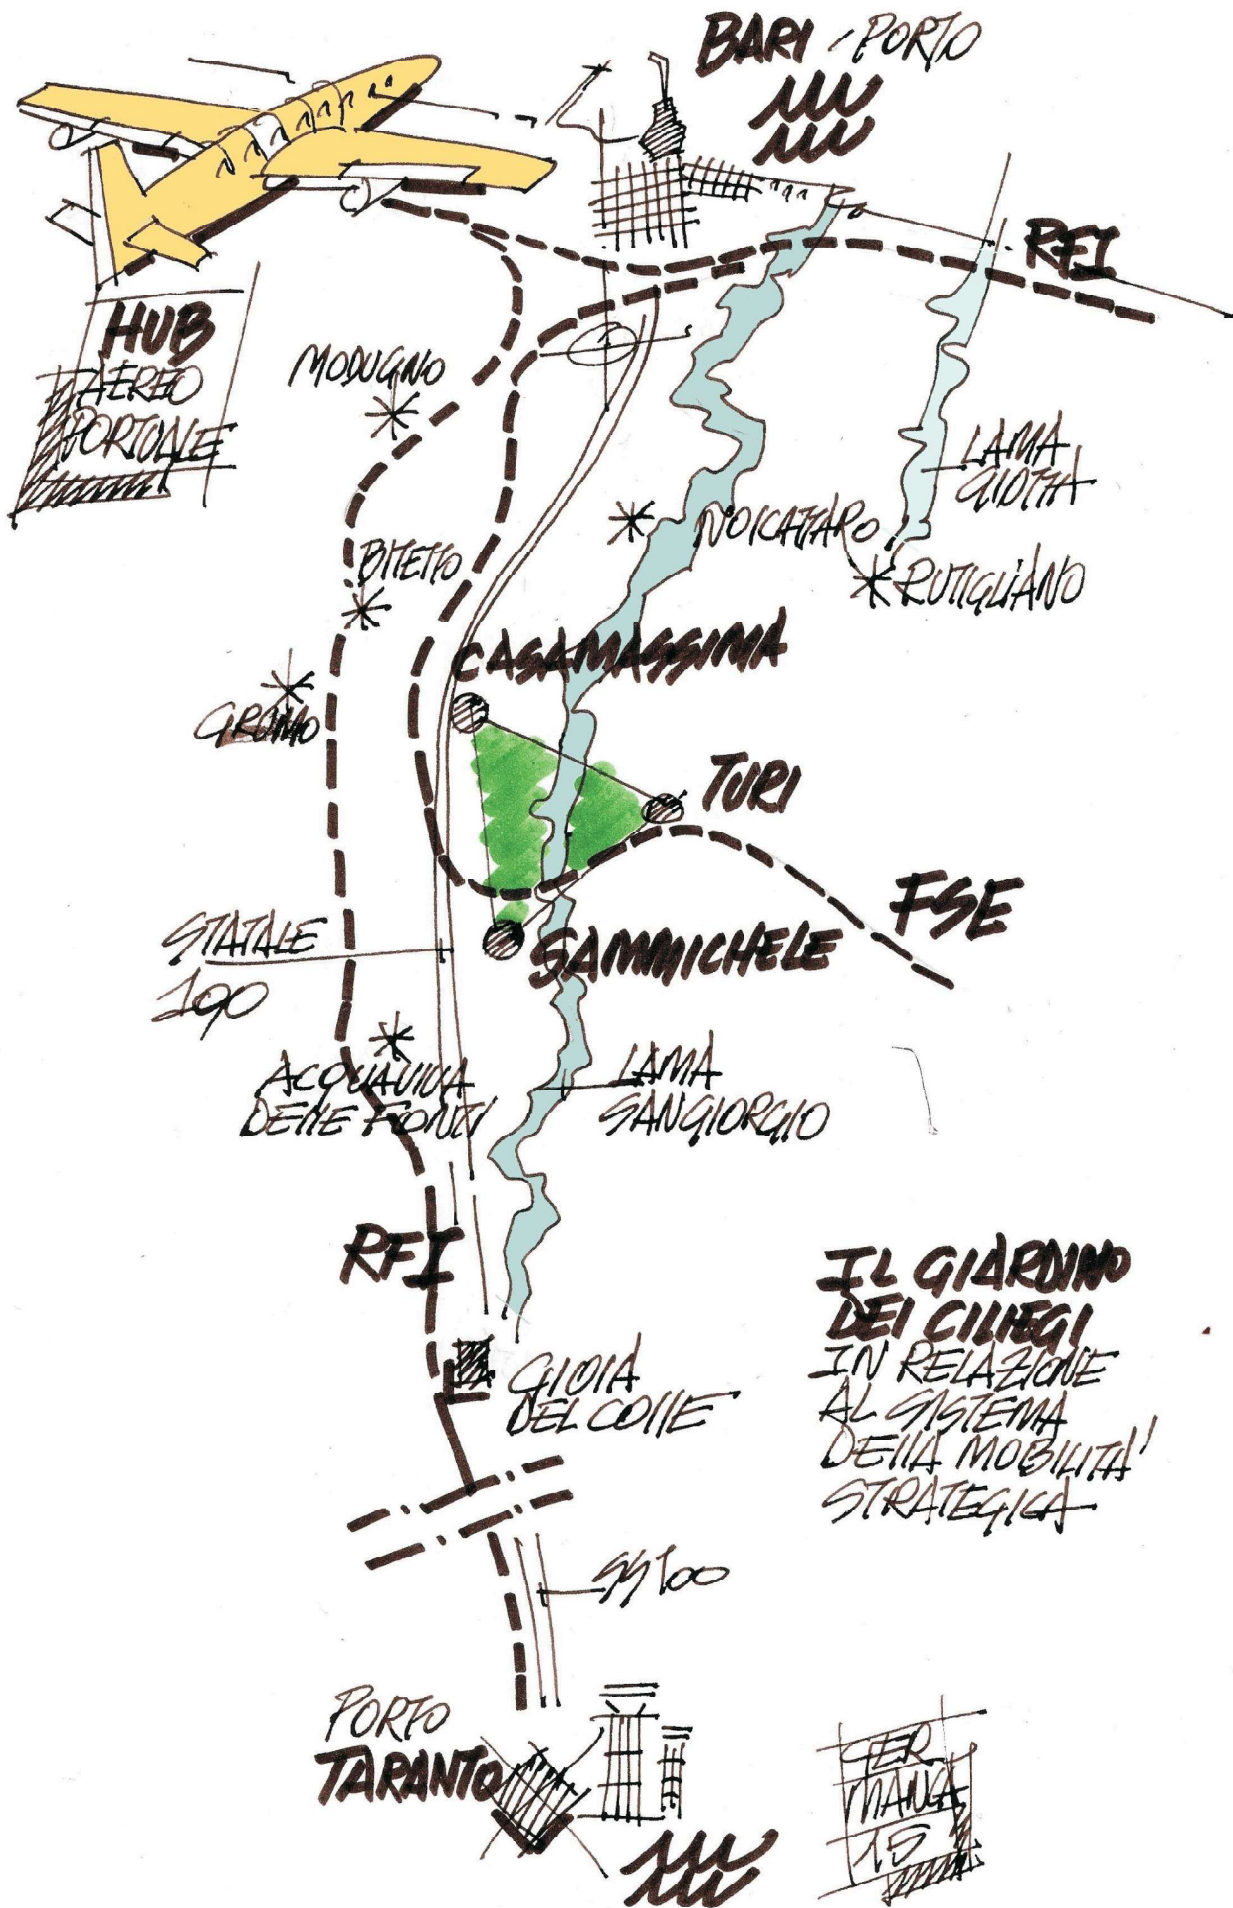 BARI - PORTO
RFI
HUB
AEREO
PORTUALE
MODUGNO
LAMA
GIOTTA
NOICATARO
BITETTO
RUTIGLIANO
CASAMASSIMA
GRUMO
TURI
FSE
STATALE
100
SAMMICHELE
ACQUAVIVA
DELLE FONTI
LAMA
SANGIORGIO
RFI
IL GIARDINO
DEI CILIEGI
IN RELAZIONE
AL SISTEMA
DELLA MOBILITA'
STRATEGICA
GIOIA
DEL COLLE
SS 100
PORTO
TARANTO
GER
MANÀ
15